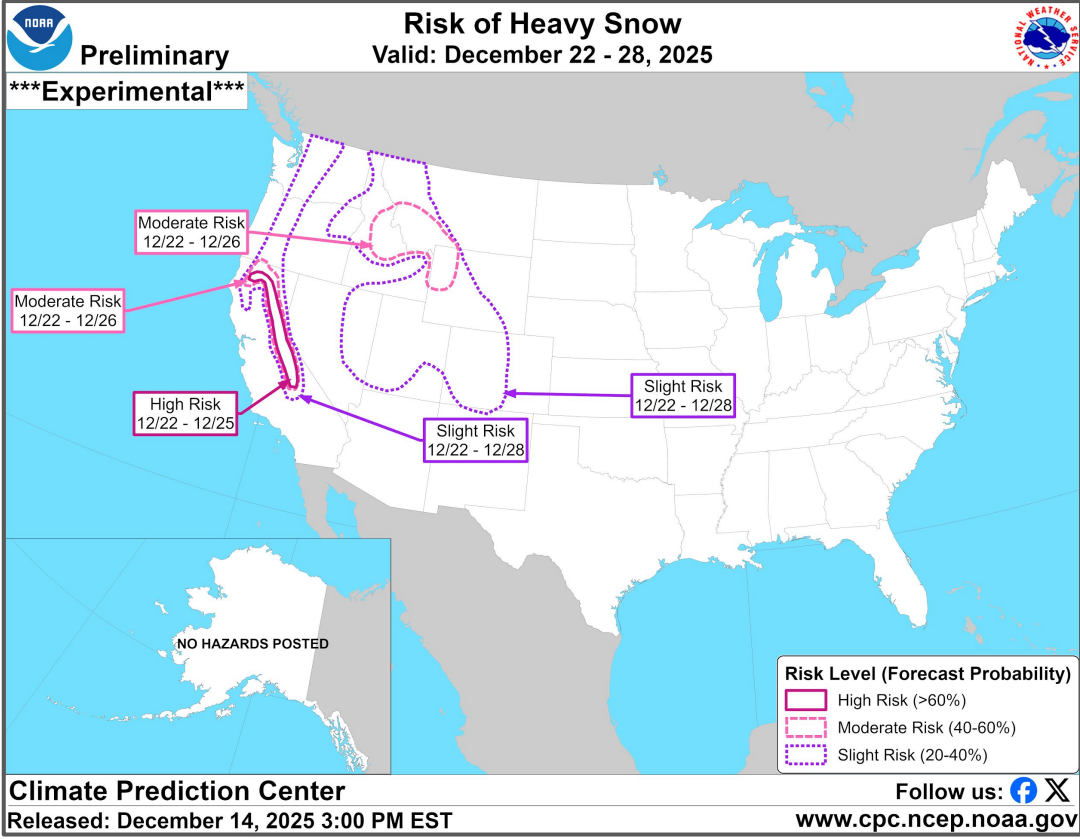 NOAA
Preliminary
Risk of Heavy Snow
Valid: December 22 - 28, 2025
NATIONAL WEATHER SERVICE
***Experimental***
Moderate Risk
12/22 - 12/26
Moderate Risk
12/22 - 12/26
High Risk
12/22 - 12/25
Slight Risk
12/22 - 12/28
Slight Risk
12/22 - 12/28
NO HAZARDS POSTED
Risk Level (Forecast Probability)
High Risk (>60%)
Moderate Risk (40-60%)
Slight Risk (20-40%)
Climate Prediction Center
Follow us:
Released: December 14, 2025 3:00 PM EST
www.cpc.ncep.noaa.gov